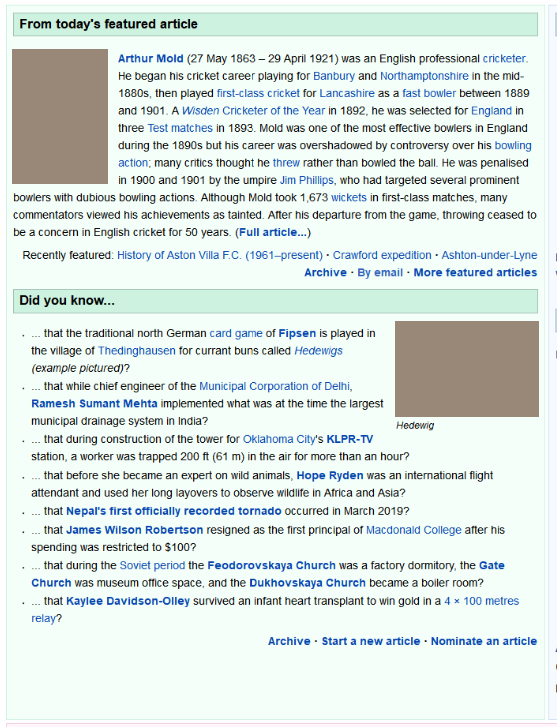 From today's featured article
Arthur Mold (27 May 1863 – 29 April 1921) was an English professional cricketer.
He began his cricket career playing for Banbury and Northamptonshire in the mid-
1880s, then played first-class cricket for Lancashire as a fast bowler between 1889
and 1901. A Wisden Cricketer of the Year in 1892, he was selected for England in
three Test matches in 1893. Mold was one of the most effective bowlers in England
during the 1890s but his career was overshadowed by controversy over his bowling
action; many critics thought he threw rather than bowled the ball. He was penalised
in 1900 and 1901 by the umpire Jim Phillips, who had targeted several prominent
bowlers with dubious bowling actions. Although Mold took 1,673 wickets in first-class matches, many
commentators viewed his achievements as tainted. After his departure from the game, throwing ceased to
be a concern in English cricket for 50 years. (Full article...)
Recently featured: History of Aston Villa F.C. (1961–present) · Crawford expedition · Ashton-under-Lyne
Archive · By email · More featured articles
Did you know...
... that the traditional north German card game of Fipsen is played in
the village of Thedinghausen for currant buns called Hedewigs
(example pictured)?
... that while chief engineer of the Municipal Corporation of Delhi,
Ramesh Sumant Mehta implemented what was at the time the largest
municipal drainage system in India?
Hedewig
... that during construction of the tower for Oklahoma City's KLPR-TV
station, a worker was trapped 200 ft (61 m) in the air for more than an hour?
... that before she became an expert on wild animals, Hope Ryden was an international flight
attendant and used her long layovers to observe wildlife in Africa and Asia?
... that Nepal's first officially recorded tornado occurred in March 2019?
... that James Wilson Robertson resigned as the first principal of Macdonald College after his
spending was restricted to $100?
... that during the Soviet period the Feodorovskaya Church was a factory dormitory, the Gate
Church was museum office space, and the Dukhovskaya Church became a boiler room?
... that Kaylee Davidson-Olley survived an infant heart transplant to win gold in a 4 × 100 metres
relay?
Archive · Start a new article · Nominate an article